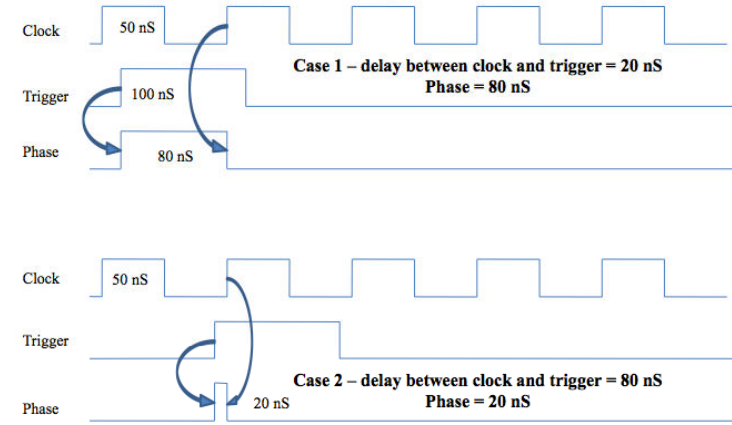 Clock
50 nS
Case 1 – delay between clock and trigger = 20 nS
Phase = 80 nS
Trigger
100 nS
Phase
80 nS
Clock
50 nS
Trigger
Case 2 – delay between clock and trigger = 80 nS
Phase = 20 nS
Phase
20 nS